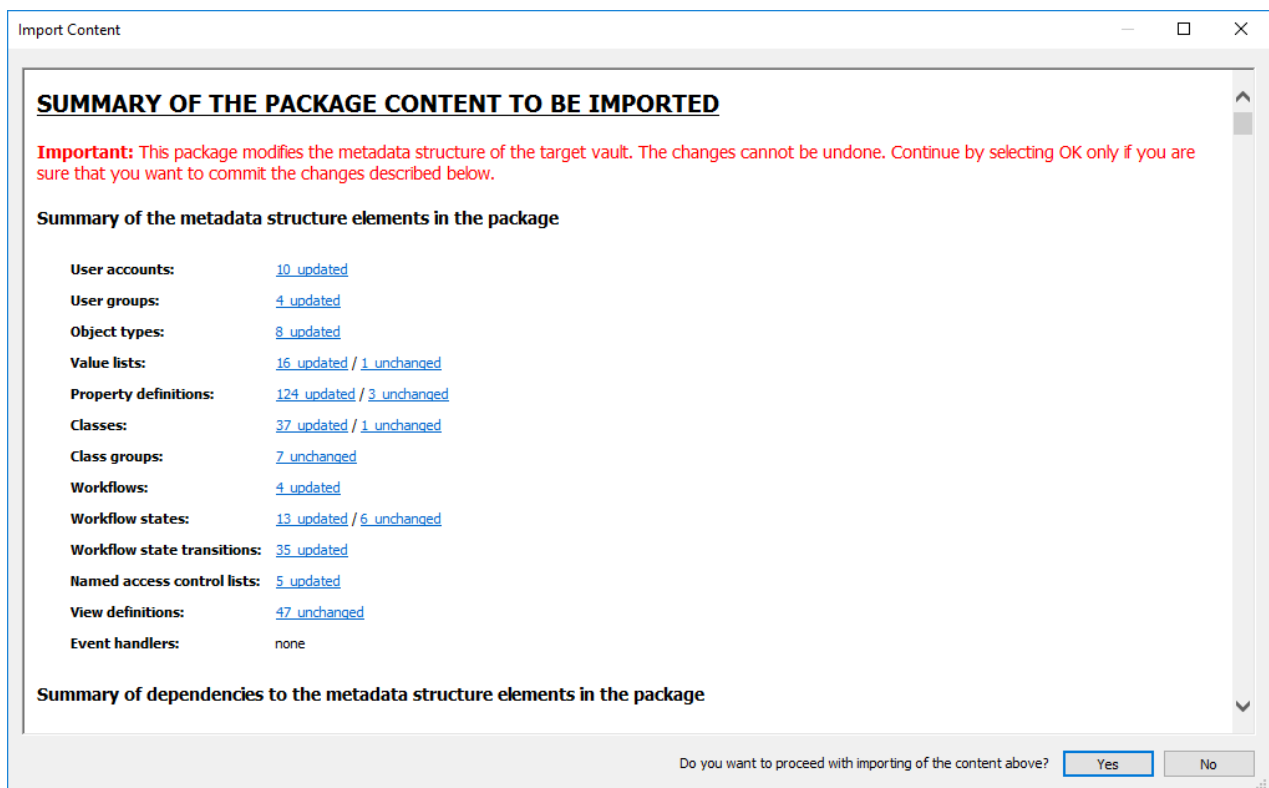 Import Content
SUMMARY OF THE PACKAGE CONTENT TO BE IMPORTED
Important: This package modifies the metadata structure of the target vault. The changes cannot be undone. Continue by selecting OK only if you are
sure that you want to commit the changes described below.
Summary of the metadata structure elements in the package
User accounts: 10 updated
User groups: 4 updated
Object types: 8 updated
Value lists: 16 updated / 1 unchanged
Property definitions: 124 updated / 3 unchanged
Classes: 37 updated / 1 unchanged
Class groups: 7 unchanged
Workflows: 4 updated
Workflow states: 13 updated / 6 unchanged
Workflow state transitions: 35 updated
Named access control lists: 5 updated
View definitions: 47 unchanged
Event handlers: none
Summary of dependencies to the metadata structure elements in the package
Do you want to proceed with importing of the content above? Yes No